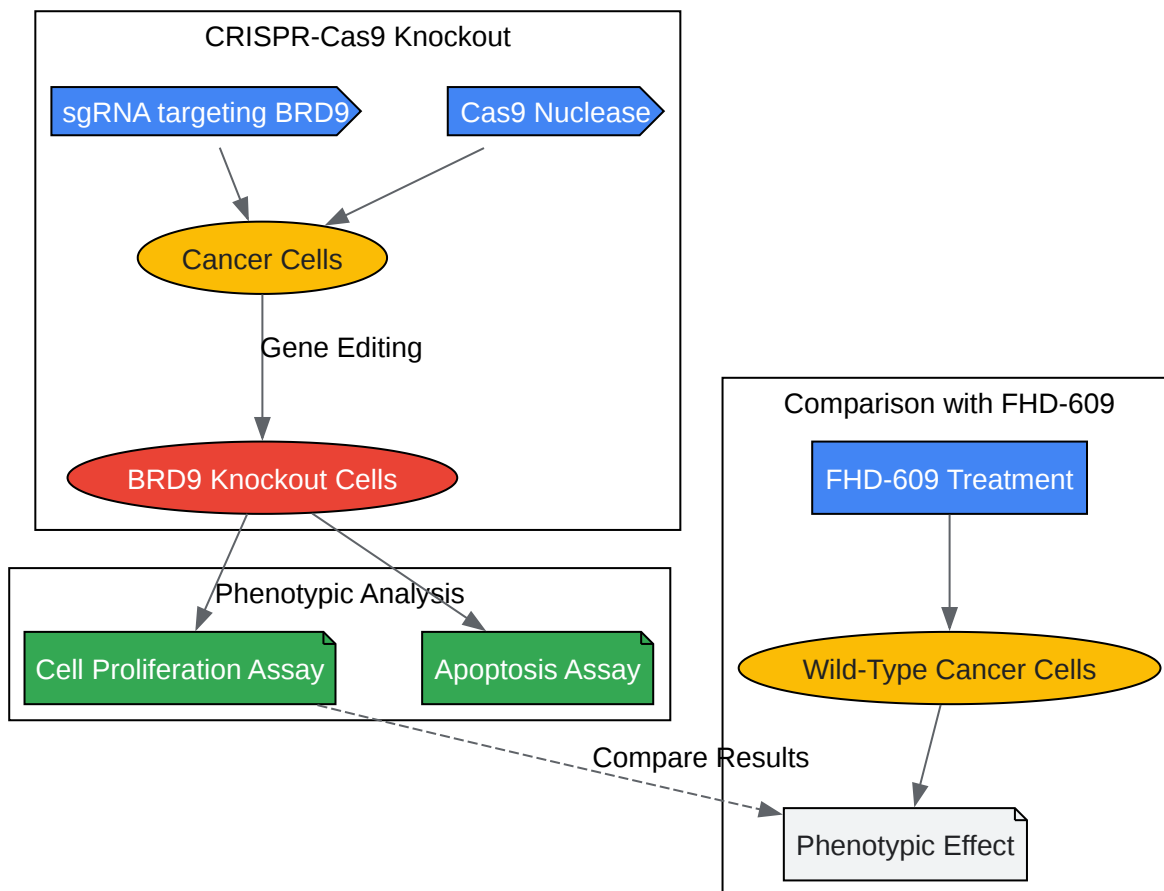 CRISPR-Cas9 Knockout
sgRNA targeting BRD9
Cas9 Nuclease
Cancer Cells
Gene Editing
BRD9 Knockout Cells
Phenotypic Analysis
Cell Proliferation Assay
Apoptosis Assay
Comparison with FHD-609
FHD-609 Treatment
Wild-Type Cancer Cells
Compare Results
Phenotypic Effect